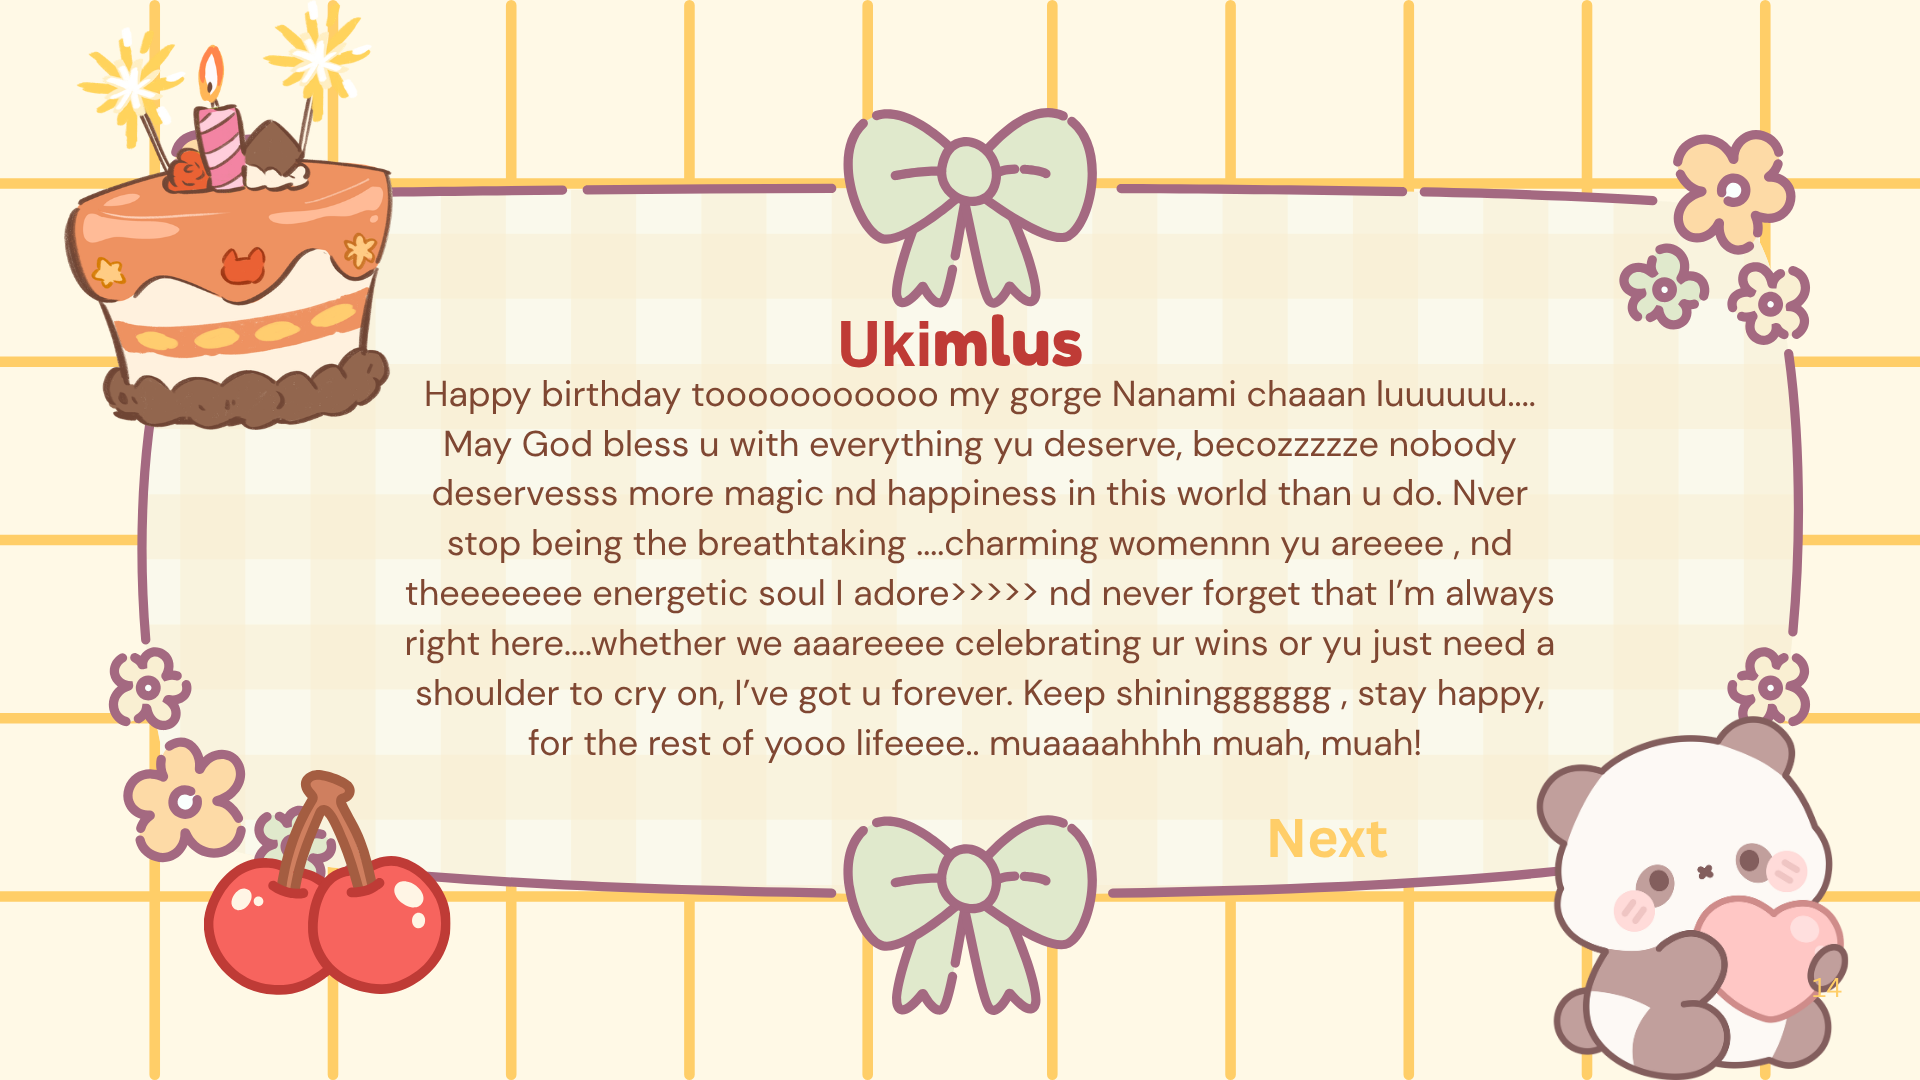 Ukimlus
Happy birthday tooooooooooo my gorge Nanami chaaan luuuuuu....
May God bless u with everything yu deserve, becozzzzze nobody
deservesss more magic nd happiness in this world than u do. Nver
stop being the breathtaking ....charming womennn yu areeee , nd
theeeeeee energetic soul I adore>>>>> nd never forget that I’m always
right here....whether we aaareeee celebrating ur wins or yu just need a
shoulder to cry on, I’ve got u forever. Keep shiningggggg , stay happy,
for the rest of yooo lifeeee.. muaaaahhhh muah, muah!
Next
14